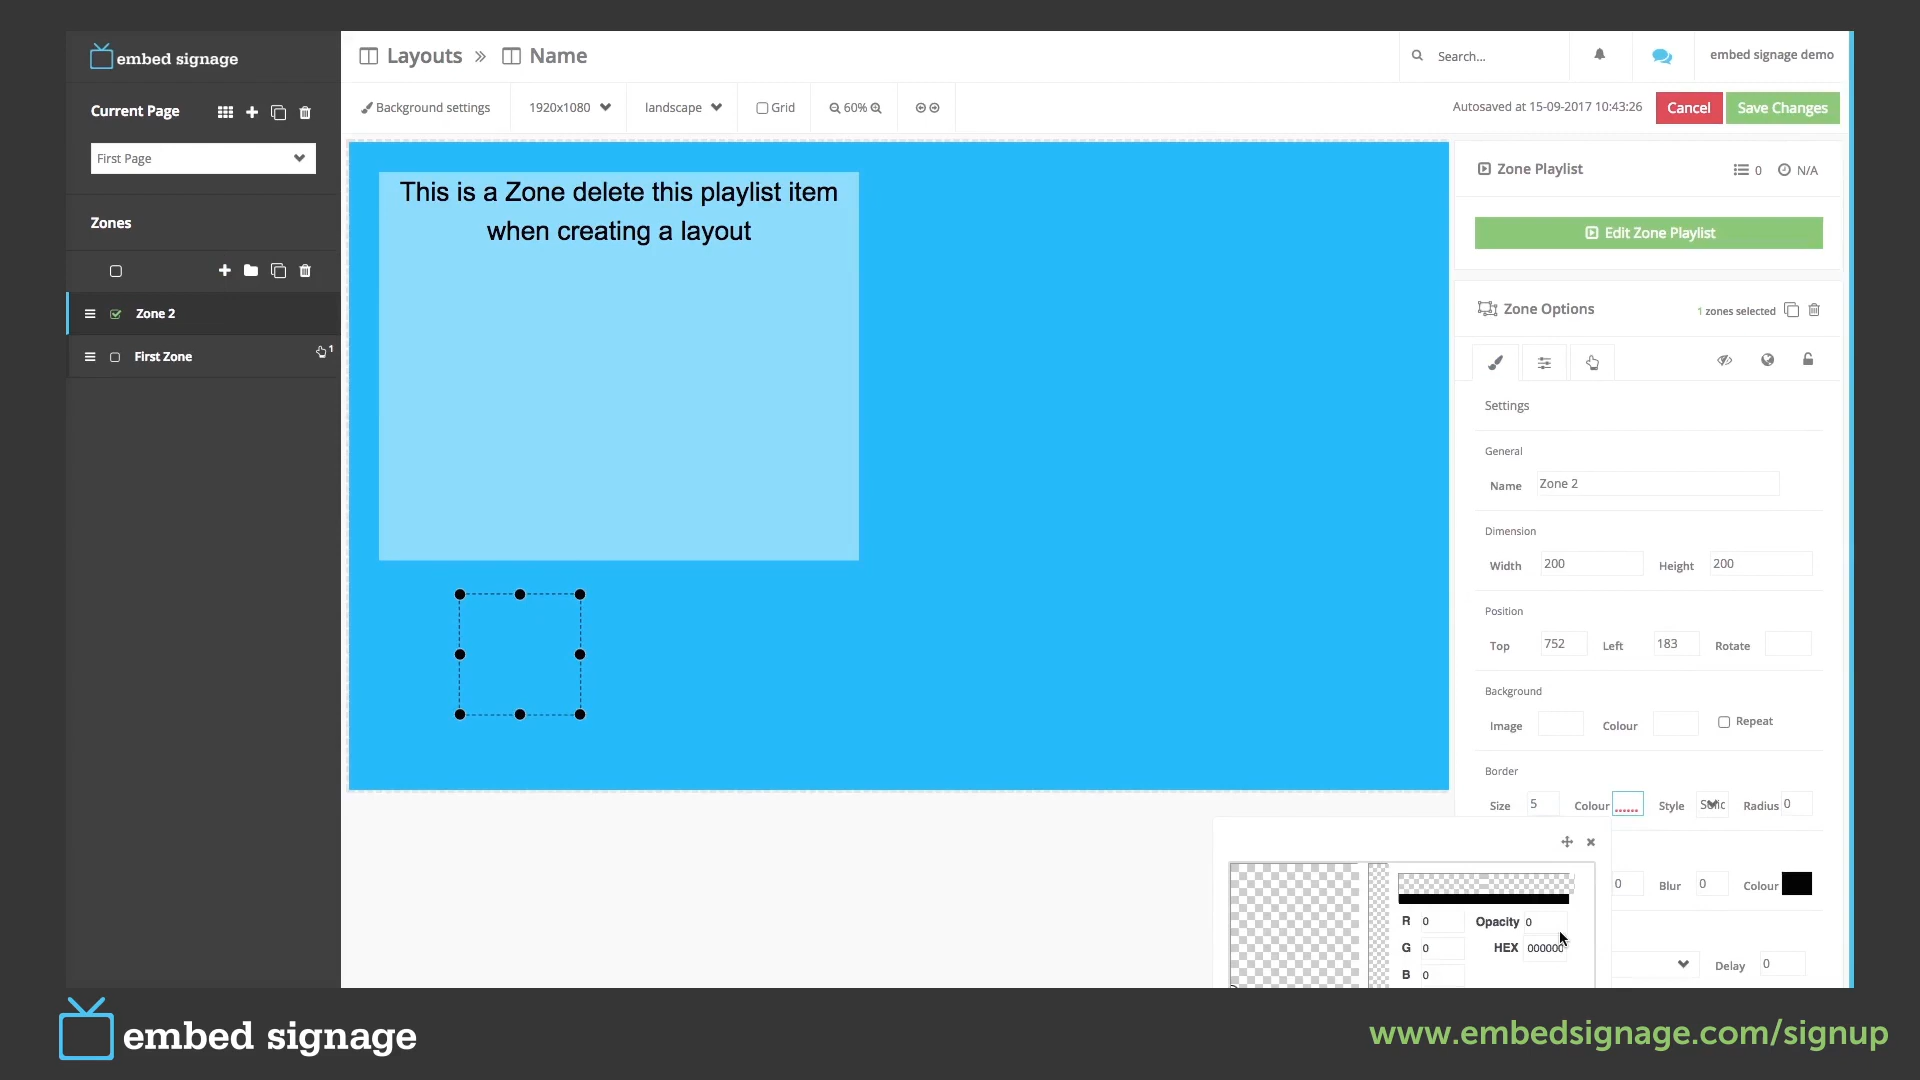 embed signage
Layouts » Name
Search...
embed signage demo
Current Page
Background settings
1920x1080
landscape
Grid
60%
Autosaved at 15-09-2017 10:43:26
Cancel
Save Changes
First Page
This is a Zone delete this playlist item
when creating a layout
Zone Playlist
0
N/A
Zones
Edit Zone Playlist
Zone 2
First Zone
1
Zone Options
1 zones selected
Settings
General
Name Zone 2
Dimension
Width 200 Height 200
Position
Top 752 Left 183 Rotate
Background
Image Colour Repeat
Border
Size 5 Colour Style Radius 0
0 Blur 0 Colour
R 0 Opacity 0
G 0 HEX 000000
B 0
Delay 0
embed signage
www.embedsignage.com/signup